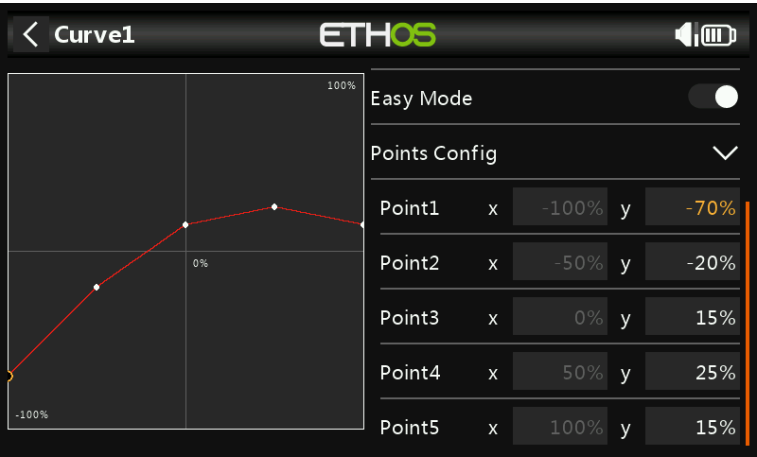 Curve1
ETHOS
100%
0%
-100%
Easy Mode
Points Config
Point1 x -100% y -70%
Point2 x -50% y -20%
Point3 x 0% y 15%
Point4 x 50% y 25%
Point5 x 100% y 15%